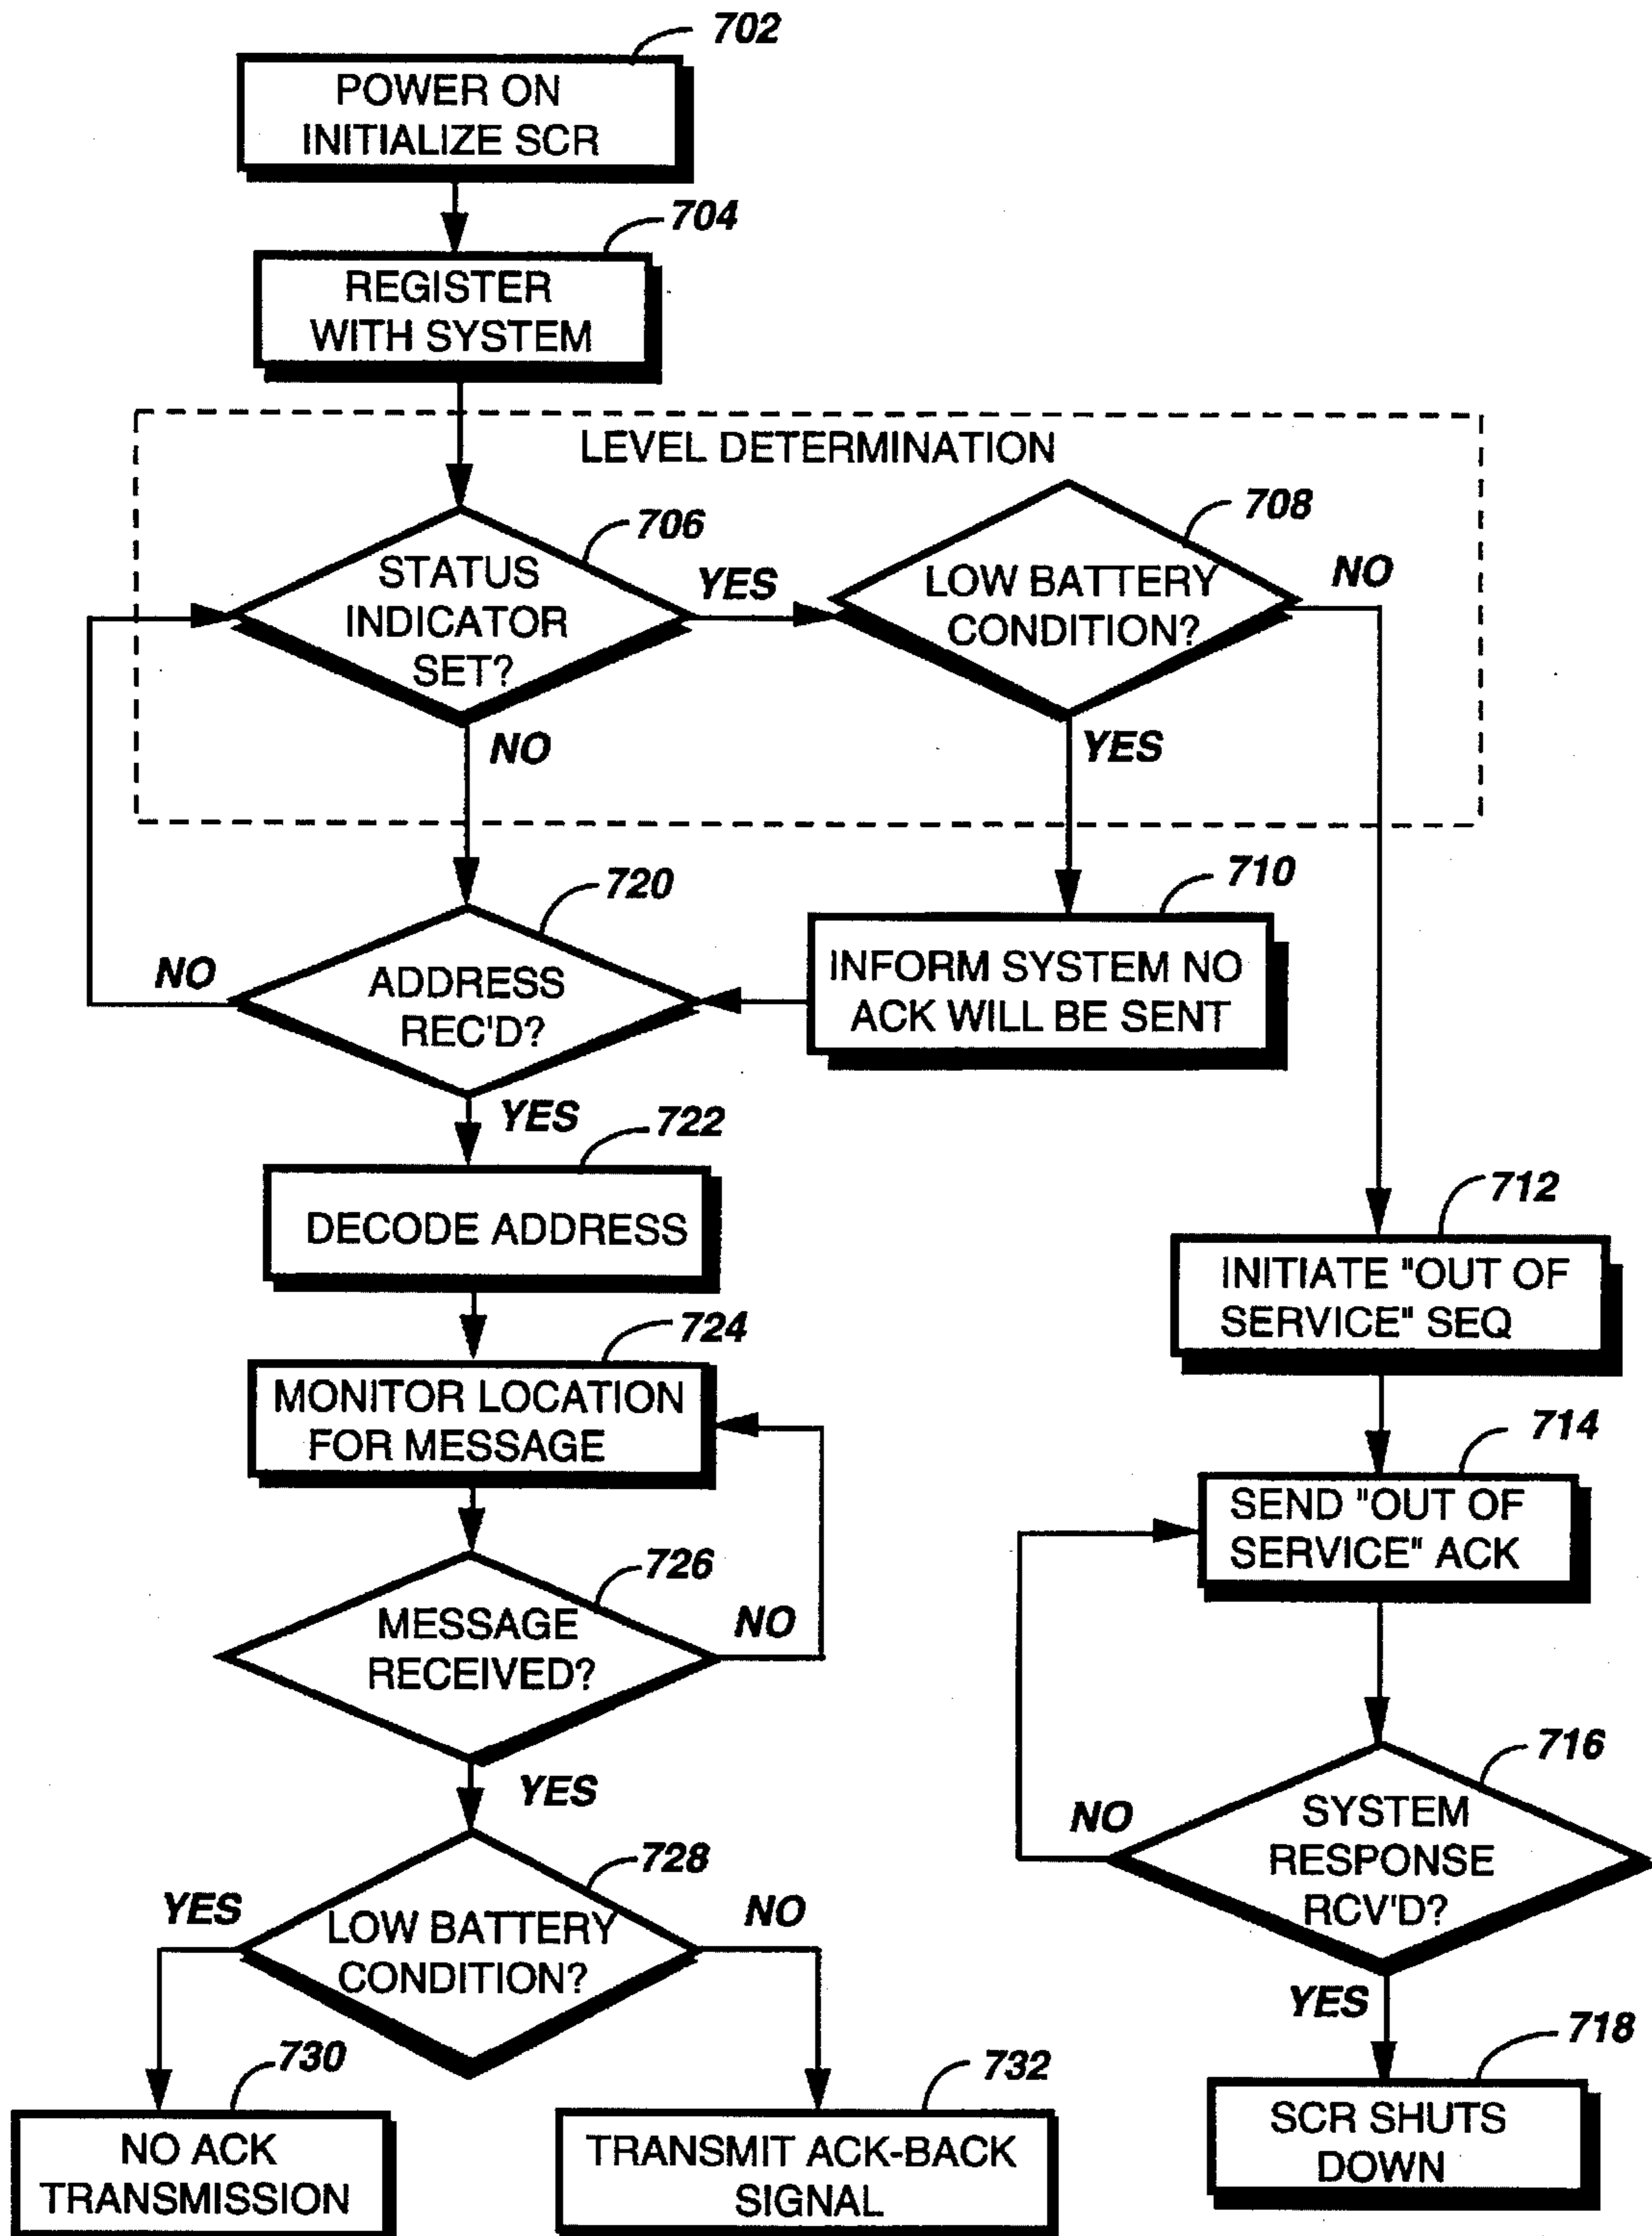 702
POWER ON
INITIALIZE SCR
704
REGISTER
WITH SYSTEM
LEVEL DETERMINATION
706
STATUS
INDICATOR
SET?
YES
NO
708
LOW BATTERY
CONDITION?
NO
YES
710
INFORM SYSTEM NO
ACK WILL BE SENT
720
ADDRESS
REC'D?
NO
YES
722
DECODE ADDRESS
724
MONITOR LOCATION
FOR MESSAGE
726
MESSAGE
RECEIVED?
NO
YES
728
LOW BATTERY
CONDITION?
YES
NO
730
NO ACK
TRANSMISSION
732
TRANSMIT ACK-BACK
SIGNAL
712
INITIATE "OUT OF
SERVICE" SEQ
714
SEND "OUT OF
SERVICE" ACK
716
SYSTEM
RESPONSE
RCV'D?
NO
YES
718
SCR SHUTS
DOWN